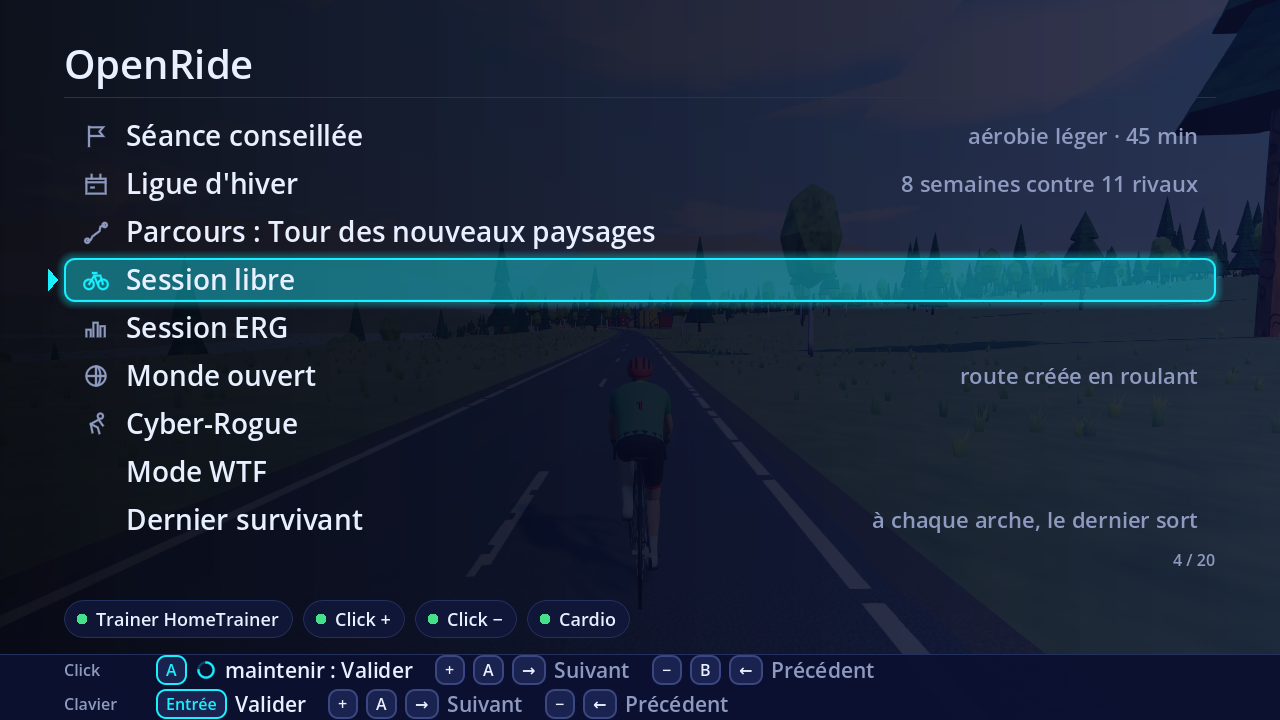 OpenRide
Séance conseillée aérobie léger · 45 min
Ligue d'hiver 8 semaines contre 11 rivaux
Parcours : Tour des nouveaux paysages
Session libre
Session ERG
Monde ouvert route créée en roulant
Cyber-Rogue
Mode WTF
Dernier survivant à chaque arche, le dernier sort
4 / 20
Trainer HomeTrainer Click + Click − Cardio
Click A maintenir : Valider + A → Suivant − B ← Précédent
Clavier Entrée Valider + A → Suivant − ← Précédent